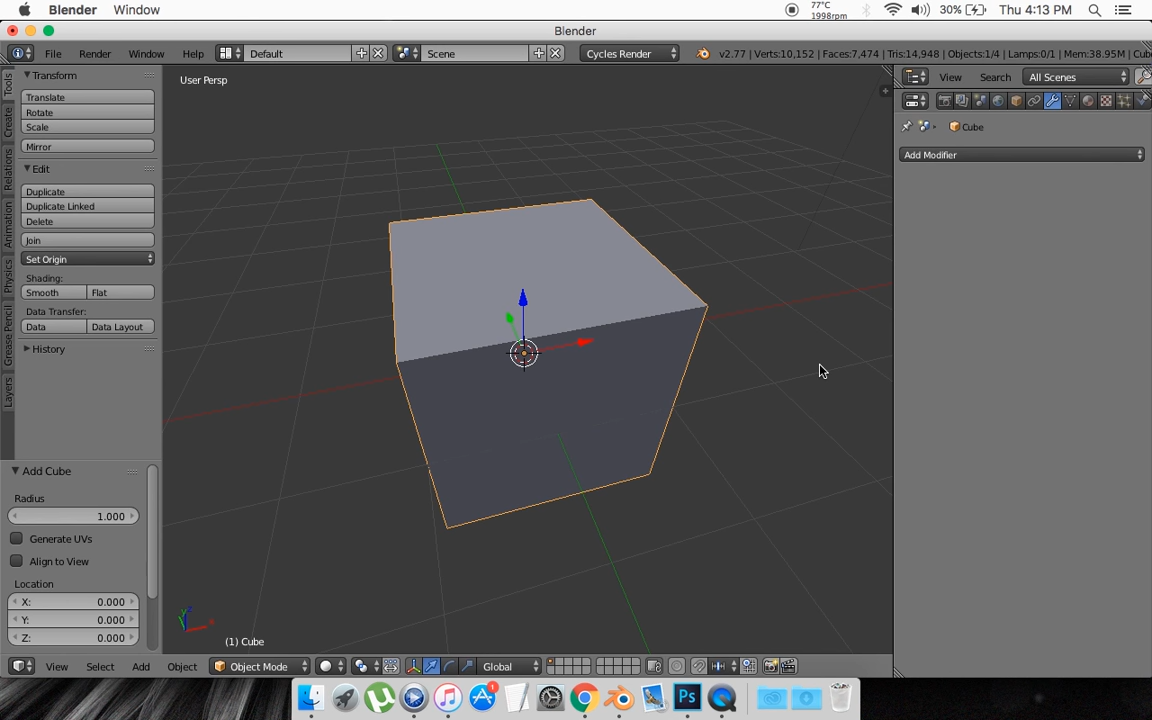 Blender Window 77°C 1998rpm 30% Thu 4:13 PM
Blender
File Render Window Help Default Scene Cycles Render v2.77 | Verts:10,152 | Faces:7,474 | Tris:14,948 | Objects:1/4 | Lamps:0/1 | Mem:38.95M | Cub
Transform
Translate
Rotate
Scale
Mirror
Edit
Duplicate
Duplicate Linked
Delete
Join
Set Origin
Shading:
Smooth Flat
Data Transfer:
Data Data Layout
History
Tools
Create
Relations
Animation
Physics
Grease Pencil
Layers
Add Cube
Radius
1.000
Generate UVs
Align to View
Location
X: 0.000
Y: 0.000
Z: 0.000
User Persp
(1) Cube
View Select Add Object Object Mode Global
View Search All Scenes
Cube
Add Modifier
1
Ps